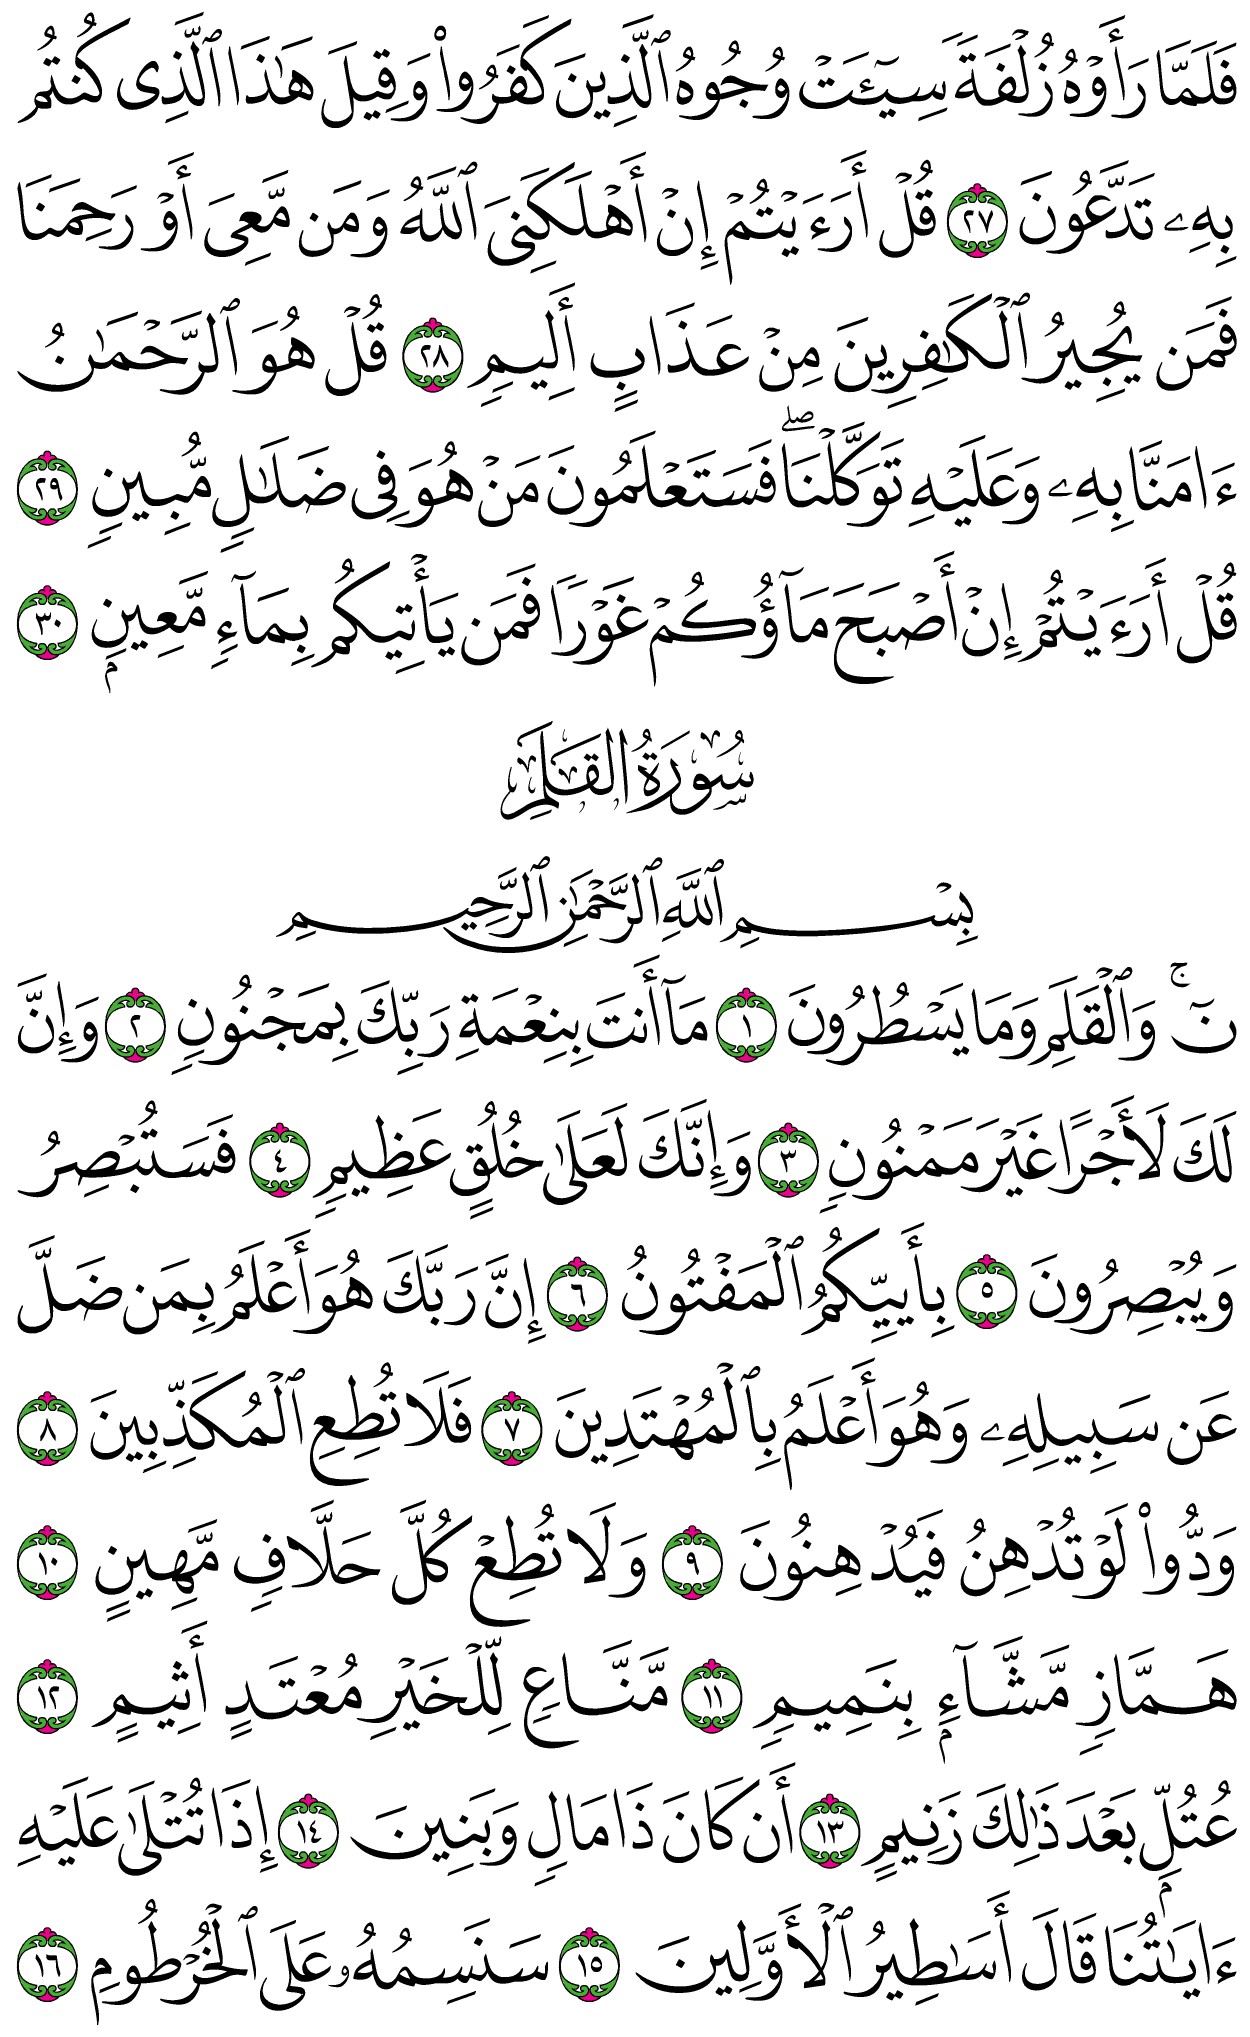 فَلَمَّا رَأَوۡهُ زُلۡفَةٗ سِيٓـَٔتۡ وُجُوهُ ٱلَّذِينَ كَفَرُواْ وَقِيلَ هَٰذَا ٱلَّذِي كُنتُم
بِهِۦ تَدَّعُونَ ٢٧ قُلۡ أَرَءَيۡتُمۡ إِنۡ أَهۡلَكَنِيَ ٱللَّهُ وَمَن مَّعِيَ أَوۡ رَحِمَنَا
فَمَن يُجِيرُ ٱلۡكَٰفِرِينَ مِنۡ عَذَابٍ أَلِيمٖ ٢٨ قُلۡ هُوَ ٱلرَّحۡمَٰنُ
ءَامَنَّا بِهِۦ وَعَلَيۡهِ تَوَكَّلۡنَاۖ فَسَتَعۡلَمُونَ مَنۡ هُوَ فِي ضَلَٰلٖ مُّبِينٖ ٢٩
قُلۡ أَرَءَيۡتُمۡ إِنۡ أَصۡبَحَ مَآؤُكُمۡ غَوۡرٗا فَمَن يَأۡتِيكُم بِمَآءٖ مَّعِينِۭ ٣٠
سُورَةُ القَلَمِ
بِسۡمِ ٱللَّهِ ٱلرَّحۡمَٰنِ ٱلرَّحِيمِ
نٓۚ وَٱلۡقَلَمِ وَمَا يَسۡطُرُونَ ١ مَآ أَنتَ بِنِعۡمَةِ رَبِّكَ بِمَجۡنُونٖ ٢ وَإِنَّ
لَكَ لَأَجۡرًا غَيۡرَ مَمۡنُونٖ ٣ وَإِنَّكَ لَعَلَىٰ خُلُقٍ عَظِيمٖ ٤ فَسَتُبۡصِرُ
وَيُبۡصِرُونَ ٥ بِأَييِّكُمُ ٱلۡمَفۡتُونُ ٦ إِنَّ رَبَّكَ هُوَ أَعۡلَمُ بِمَن ضَلَّ
عَن سَبِيلِهِۦ وَهُوَ أَعۡلَمُ بِٱلۡمُهۡتَدِينَ ٧ فَلَا تُطِعِ ٱلۡمُكَذِّبِينَ ٨
وَدُّواْ لَوۡ تُدۡهِنُ فَيُدۡهِنُونَ ٩ وَلَا تُطِعۡ كُلَّ حَلَّافٖ مَّهِينٍ ١٠
هَمَّازٖ مَّشَّآءِۭ بِنَمِيمٖ ١١ مَّنَّاعٖ لِّلۡخَيۡرِ مُعۡتَدٍ أَثِيمٍ ١٢
عُتُلِّۭ بَعۡدَ ذَٰلِكَ زَنِيمٍ ١٣ أَن كَانَ ذَا مَالٖ وَبَنِينَ ١٤ إِذَا تُتۡلَىٰ عَلَيۡهِ
ءَايَٰتُنَا قَالَ أَسَٰطِيرُ ٱلۡأَوَّلِينَ ١٥ سَنَسِمُهُۥ عَلَى ٱلۡخُرۡطُومِ ١٦